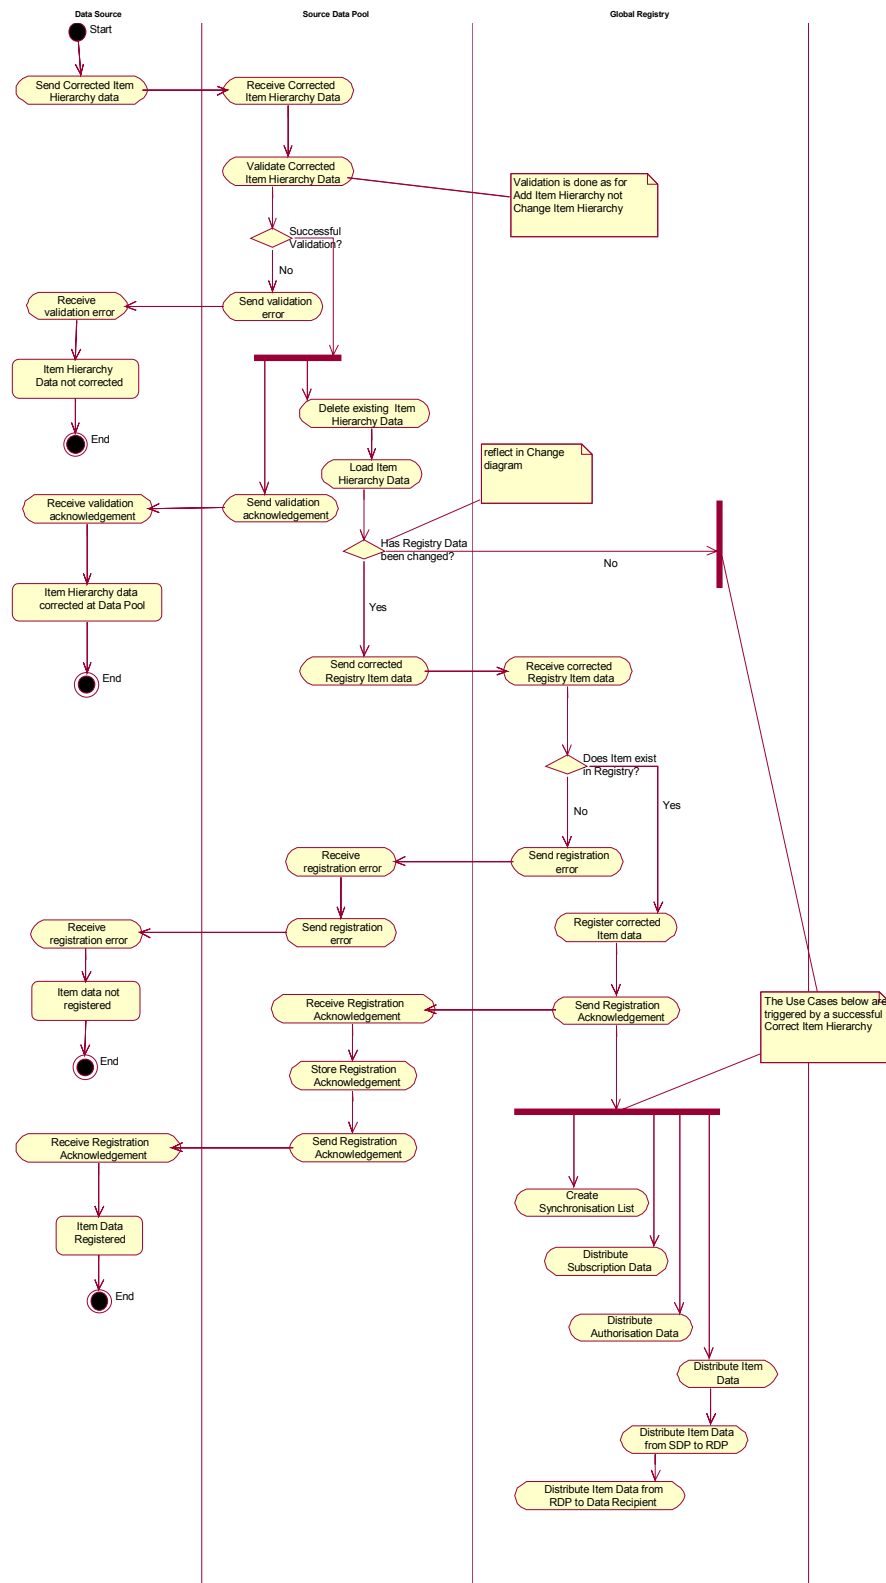 Data Source
Source Data Pool
Global Registry
Start
Send Corrected Item
Hierarchy data
Receive Corrected
Item Hierarchy Data
Validate Corrected
Item Hierarchy Data
Validation is done as for
Add Item Hierarchy not
Change Item Hierarchy
Successful
Validation?
No
Receive
validation error
Send validation
error
Item Hierarchy
Data not corrected
End
Delete existing Item
Hierarchy Data
Load Item
Hierarchy Data
reflect in Change
diagram
Receive validation
acknowledgement
Send validation
acknowledgement
Has Registry Data
been changed?
No
Item Hierarchy data
corrected at Data Pool
Yes
End
Send corrected
Registry Item data
Receive corrected
Registry Item data
Does Item exist
in Registry?
No
Yes
Receive
registration error
Send registration
error
Receive
registration error
Send registration
error
Register corrected
Item data
Item data not
registered
End
Receive Registration
Acknowledgement
Send Registration
Acknowledgement
The Use Cases below are
triggered by a successful
Correct Item Hierarchy
Store Registration
Acknowledgement
Receive Registration
Acknowledgement
Send Registration
Acknowledgement
Create
Synchronisation List
Item Data
Registered
Distribute
Subscription Data
End
Distribute
Authorisation Data
Distribute Item
Data
Distribute Item Data
from SDP to RDP
Distribute Item Data from
RDP to Data Recipient